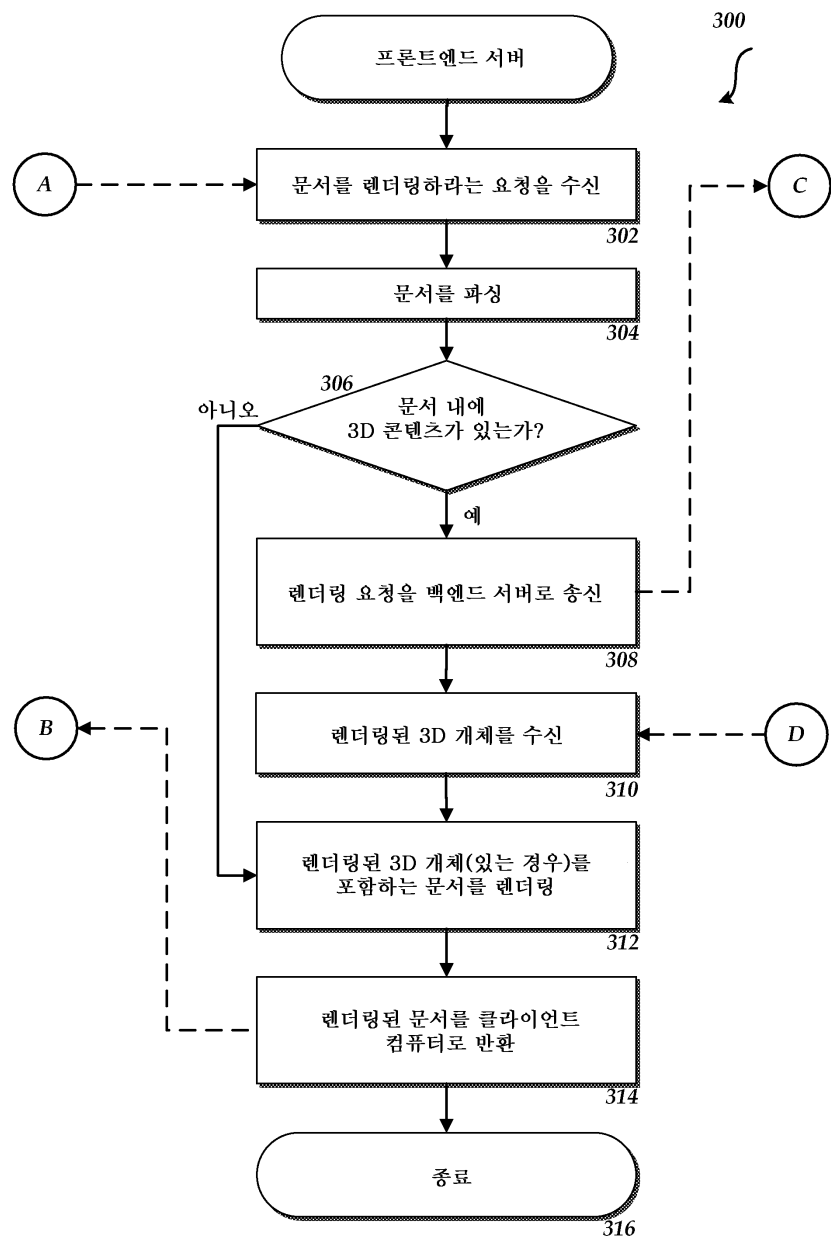 300
프론트엔드 서버
A
문서를 렌더링하라는 요청을 수신
C
302
문서를 파싱
304
306
아니오
문서 내에
3D 콘텐츠가 있는가?
예
렌더링 요청을 백엔드 서버로 송신
308
B
렌더링된 3D 개체를 수신
D
310
렌더링된 3D 개체(있는 경우)를
포함하는 문서를 렌더링
312
렌더링된 문서를 클라이언트
컴퓨터로 반환
314
종료
316